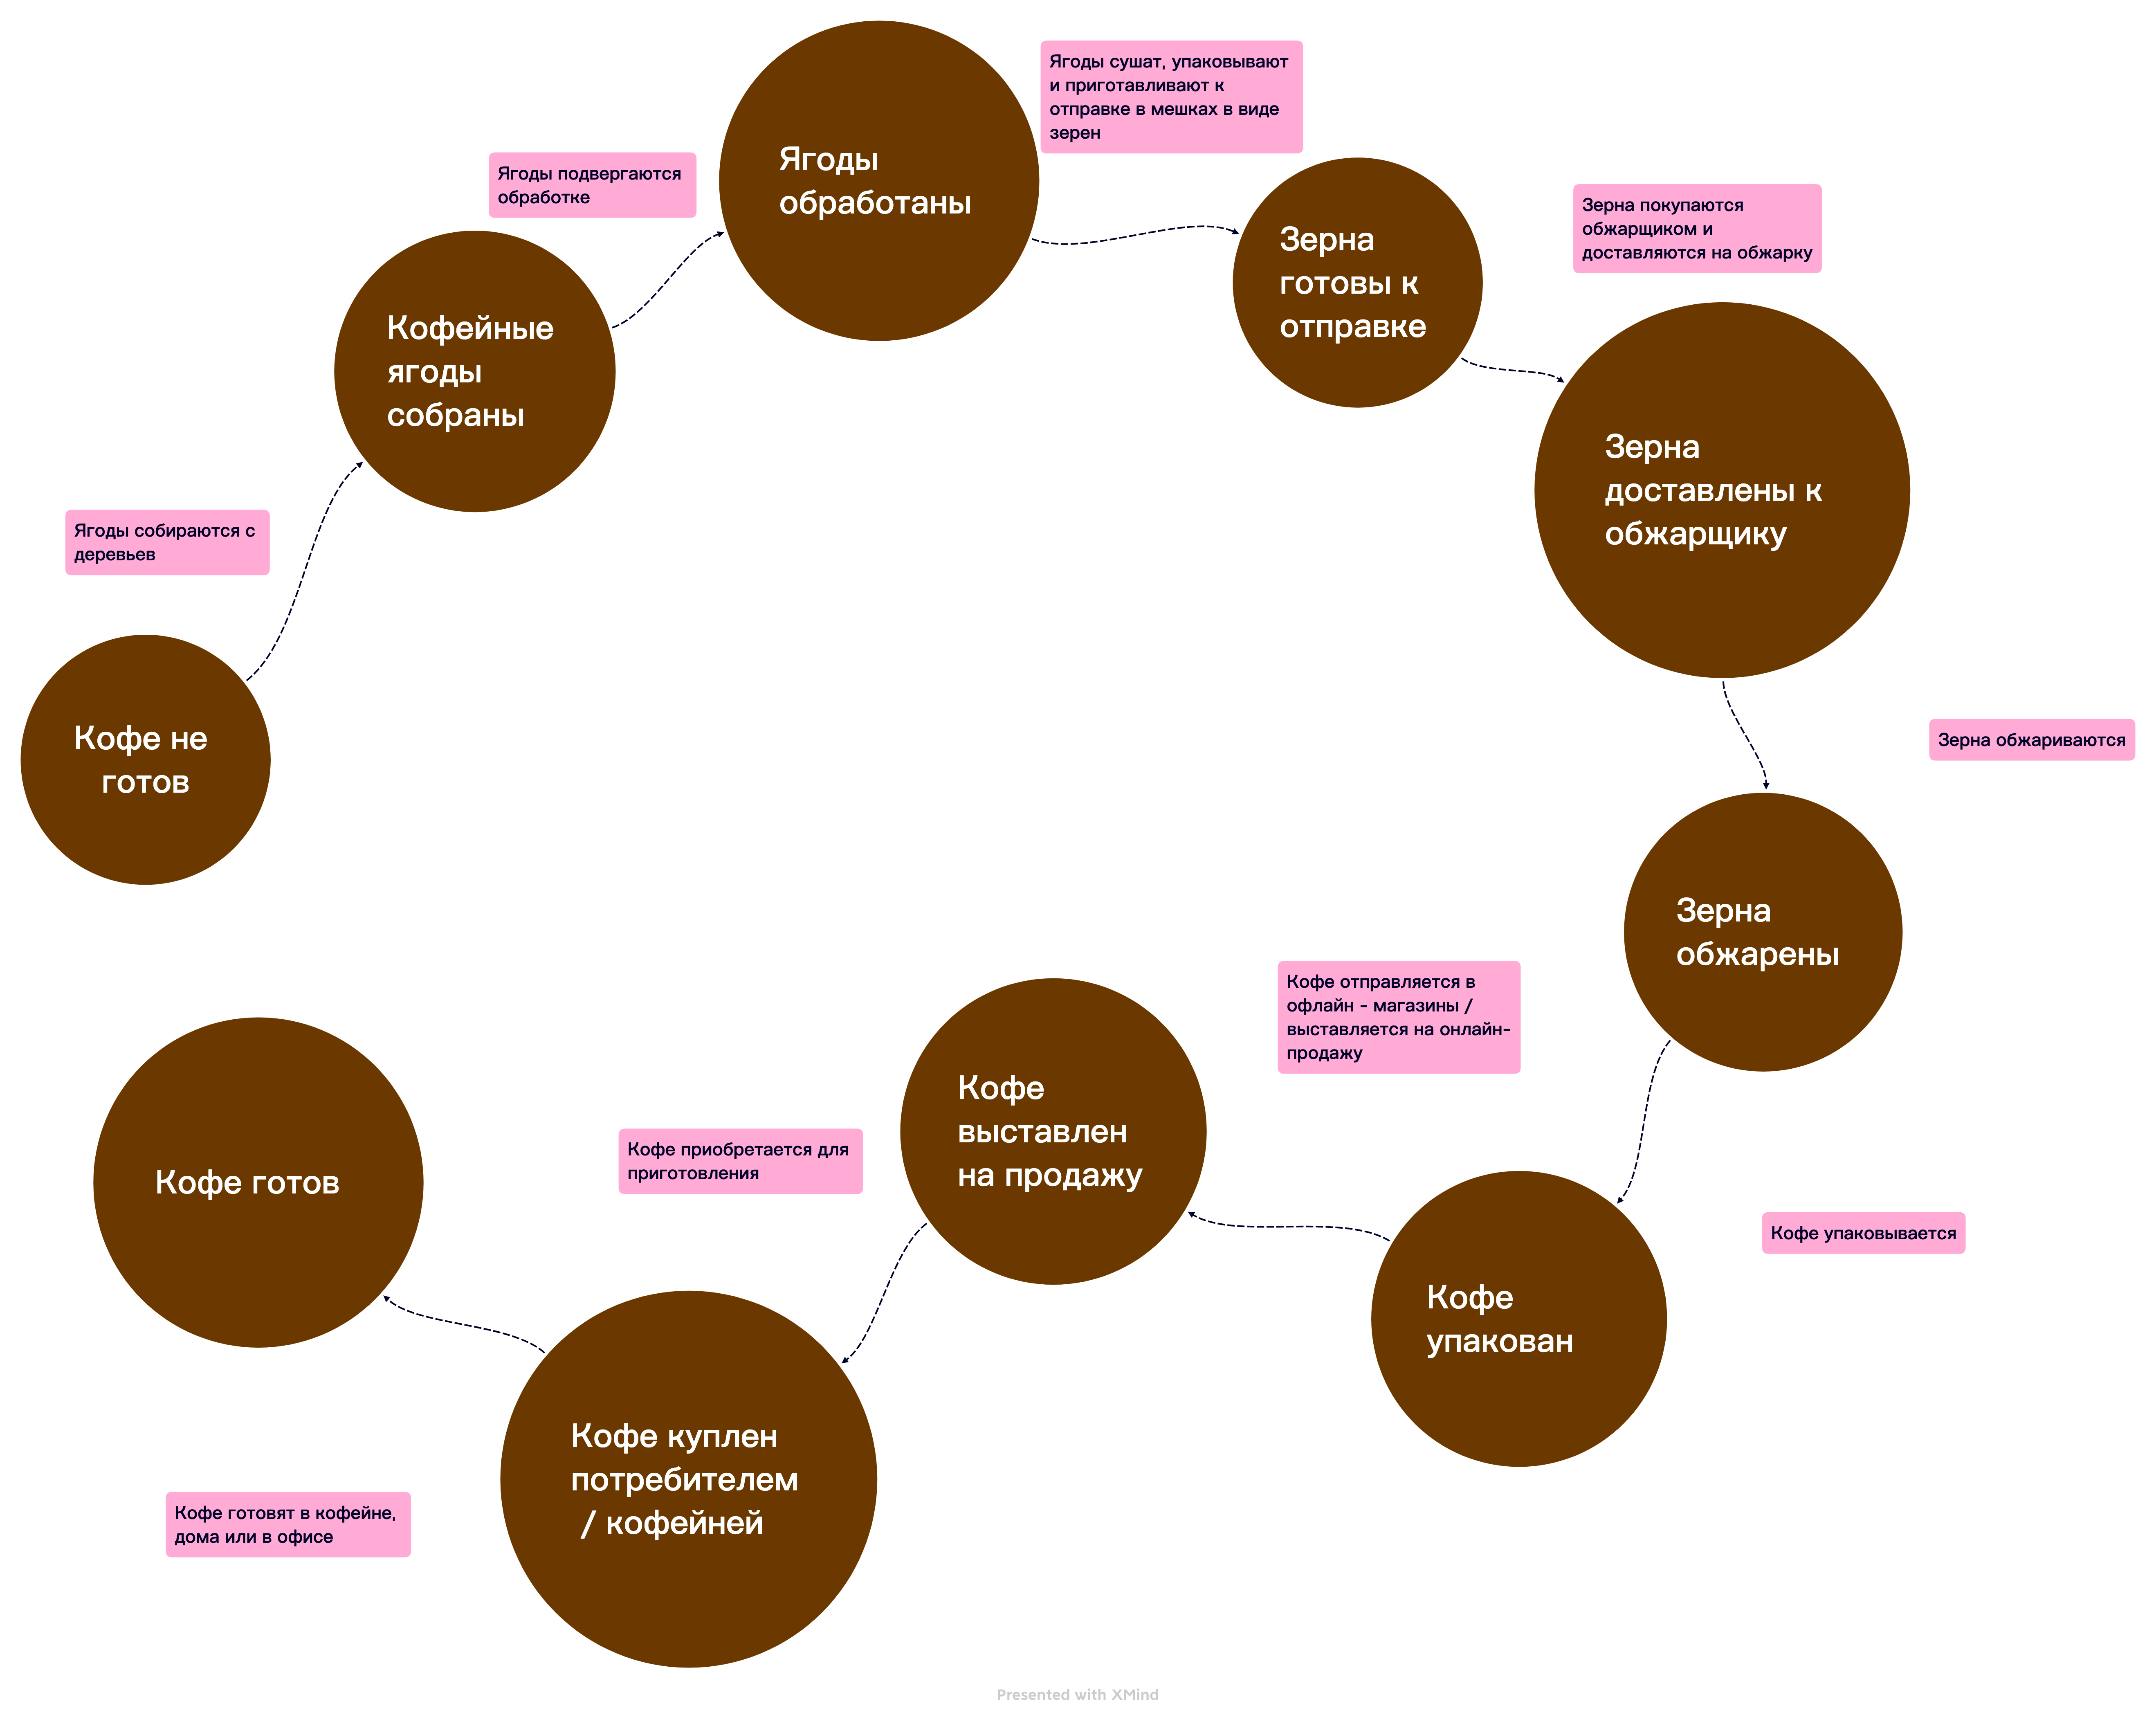 Кофе не
готов
Ягоды собираются с
деревьев
Кофейные
ягоды
собраны
Ягоды подвергаются
обработке
Ягоды
обработаны
Ягоды сушат, упаковывают
и приготавливают к
отправке в мешках в виде
зерен
Зерна
готовы к
отправке
Зерна покупаются
обжарщиком и
доставляются на обжарку
Зерна
доставлены к
обжарщику
Зерна обжариваются
Зерна
обжарены
Кофе упаковывается
Кофе
упакован
Кофе отправляется в
офлайн - магазины /
выставляется на онлайн-
продажу
Кофе
выставлен
на продажу
Кофе приобретается для
приготовления
Кофе куплен
потребителем
/ кофейней
Кофе готовят в кофейне,
дома или в офисе
Кофе готов
Presented with XMind